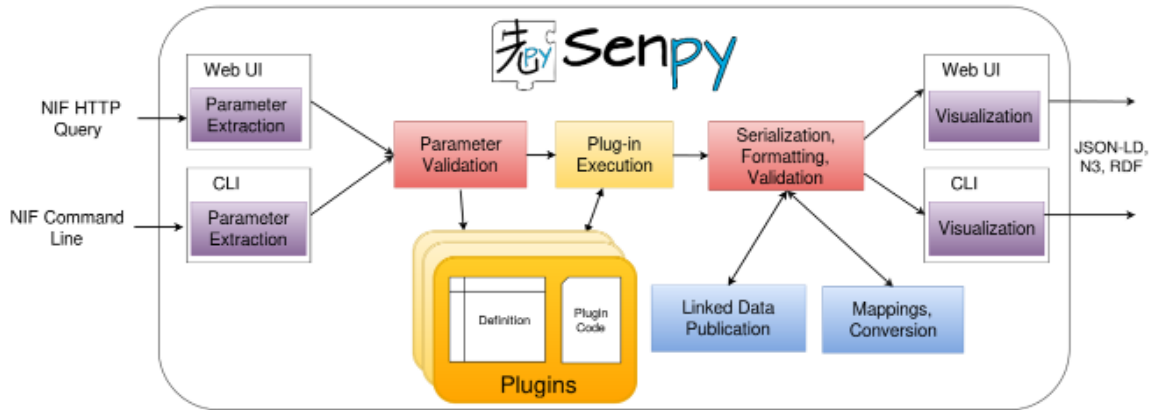 先
PY
Senpy
NIF HTTP
Query
Web UI
Parameter
Extraction
NIF Command
Line
CLI
Parameter
Extraction
Parameter
Validation
Plug-in
Execution
Serialization,
Formatting,
Validation
Web UI
Visualization
CLI
Visualization
JSON-LD,
N3, RDF
Definition
Plugin
Code
Plugins
Linked Data
Publication
Mappings,
Conversion